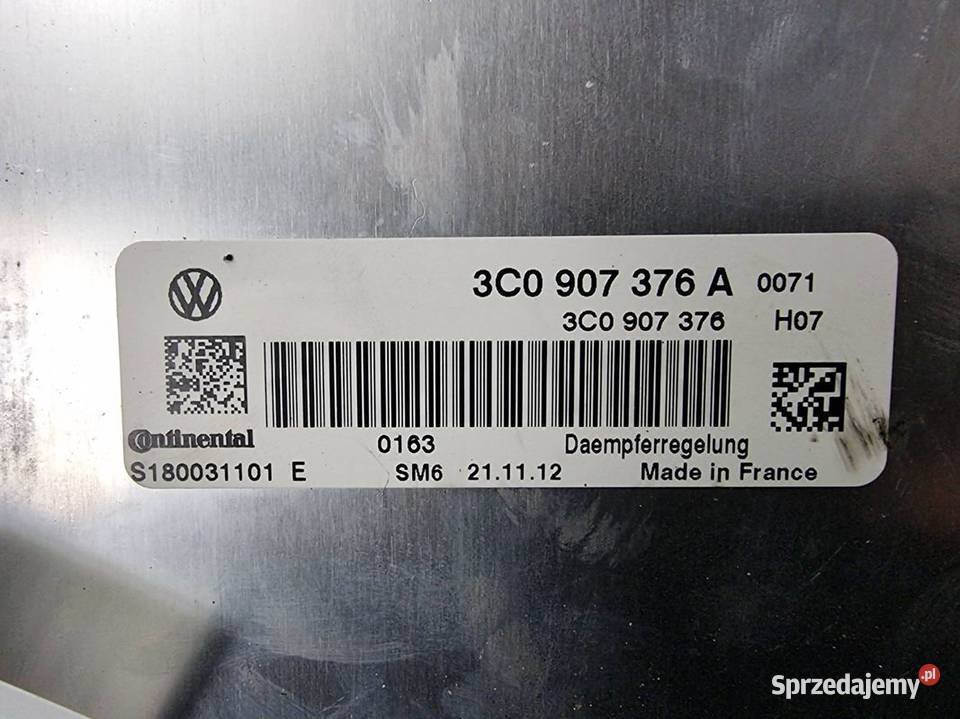 3C0 907 376 A 0071
3C0 907 376 H07
Continental 0163 Daempferregelung
S180031101 E SM6 21.11.12 Made in France
Sprzedajemy.pl